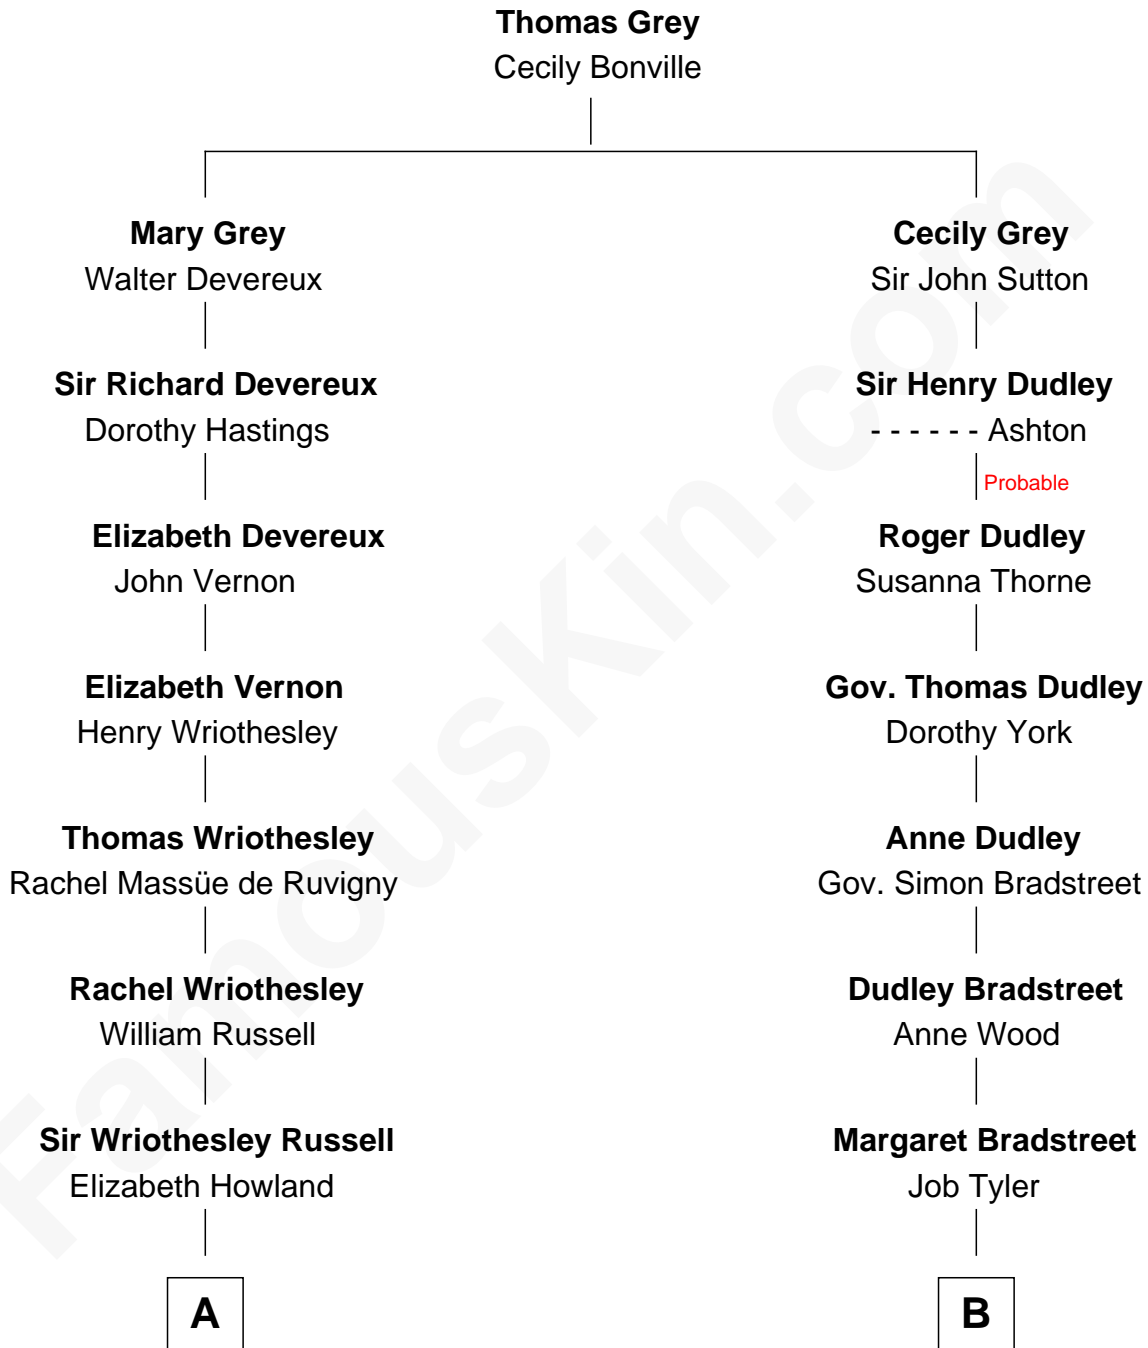 Thomas Grey
Cecily Bonville
Mary Grey
Walter Devereux
Cecily Grey
Sir John Sutton
Sir Richard Devereux
Dorothy Hastings
Sir Henry Dudley
- - - - - - Ashton
Probable
Elizabeth Devereux
John Vernon
Roger Dudley
Susanna Thorne
Elizabeth Vernon
Henry Wriothesley
Gov. Thomas Dudley
Dorothy York
Thomas Wriothesley
Rachel Massüe de Ruvigny
Anne Dudley
Gov. Simon Bradstreet
Rachel Wriothesley
William Russell
Dudley Bradstreet
Anne Wood
Sir Wriothesley Russell
Elizabeth Howland
Margaret Bradstreet
Job Tyler
A
B
FamousKin.com